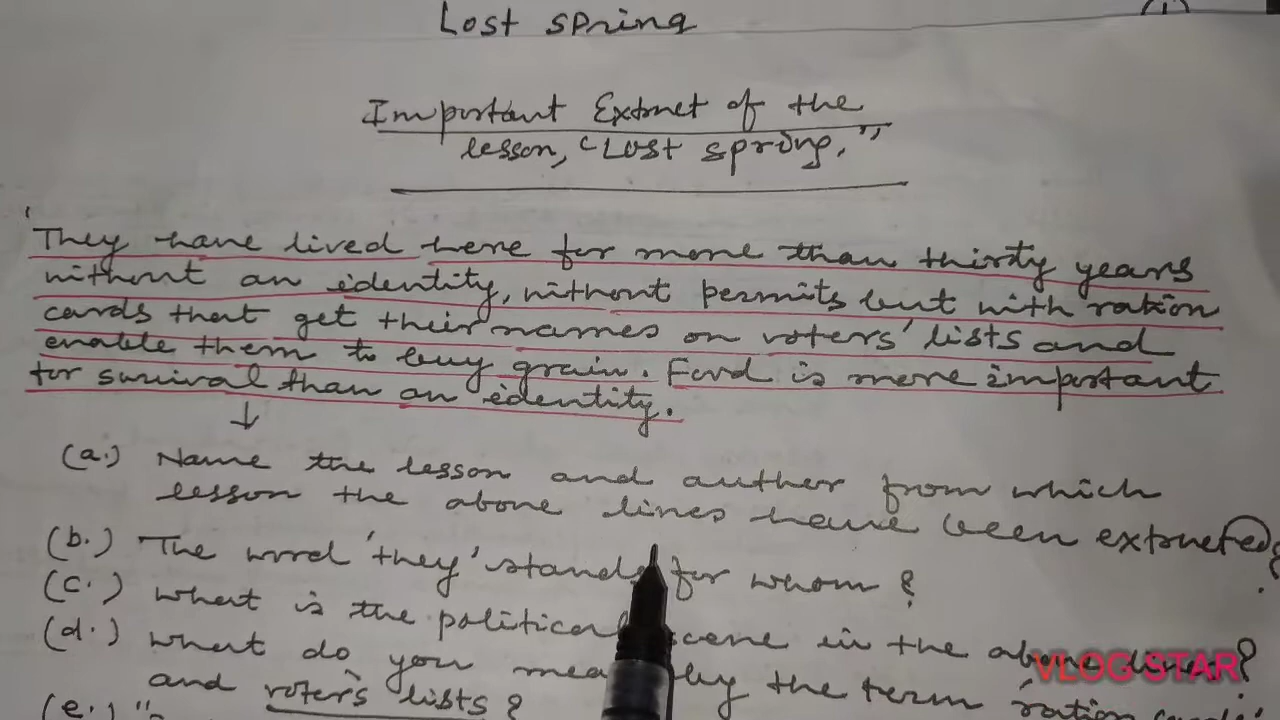 Lost spring
(1)
Important Extract of the
lesson, "Lost spring."
They have lived here for more than thirty years
without an identity, without permits but with ration
cards that get their names on voters' lists and
enable them to buy grain. Food is more important
for survival than an identity.
(a.) Name the lesson and author from which
lesson the above lines have been extracted?
(b.) The word 'they' stands for whom?
(c.) What is the political scene in the above lines?
(d.) What do you mean by the term 'ration cards'
and voter's lists?
(e.) "
VLOG STAR